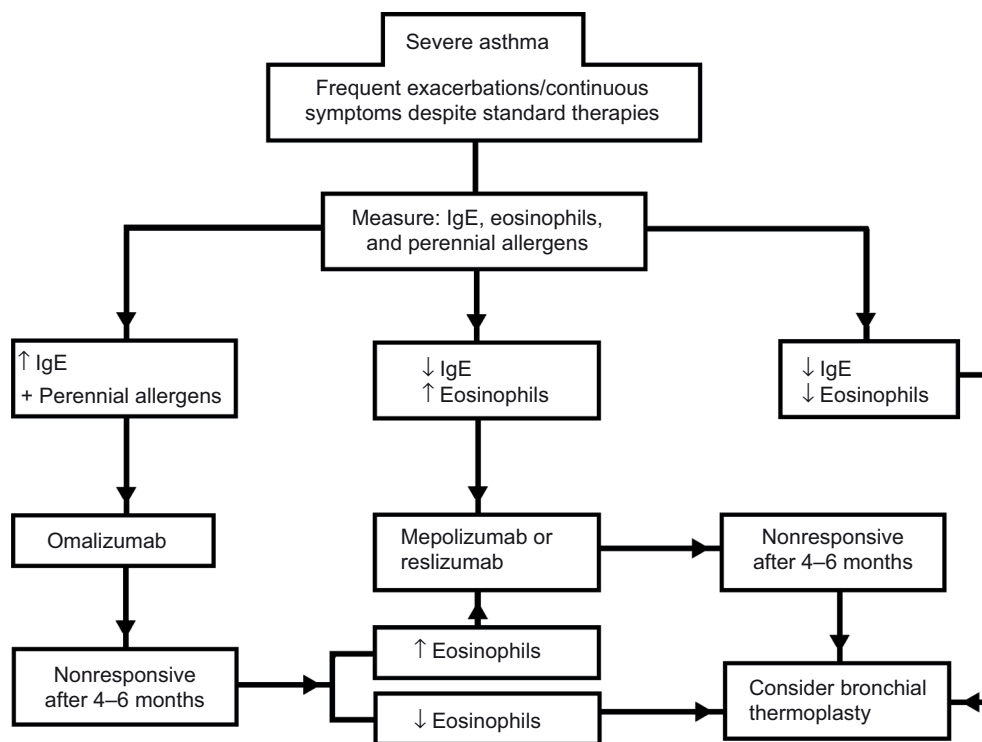 Severe asthma
Frequent exacerbations/continuous
symptoms despite standard therapies
Measure: IgE, eosinophils,
and perennial allergens
↑ IgE
+ Perennial allergens
↓ IgE
↑ Eosinophils
↓ IgE
↓ Eosinophils
Omalizumab
Mepolizumab or
reslizumab
Nonresponsive
after 4–6 months
Nonresponsive
after 4–6 months
↑ Eosinophils
↓ Eosinophils
Consider bronchial
thermoplasty